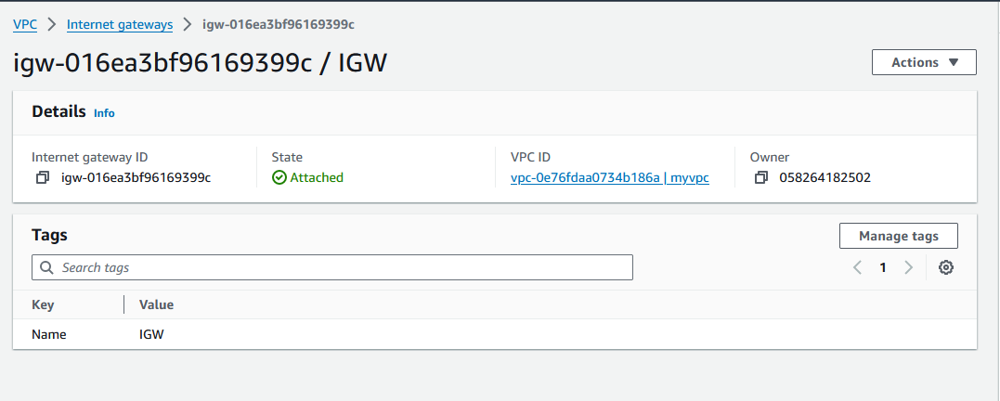 VPC > Internet gateways > igw-016ea3bf96169399c
igw-016ea3bf96169399c / IGW
Actions ▼
Details Info
Internet gateway ID State VPC ID Owner
igw-016ea3bf96169399c Attached vpc-0e76fdaa0734b186a | myvpc 058264182502
Tags
Manage tags
Search tags
1
Key Value
Name IGW